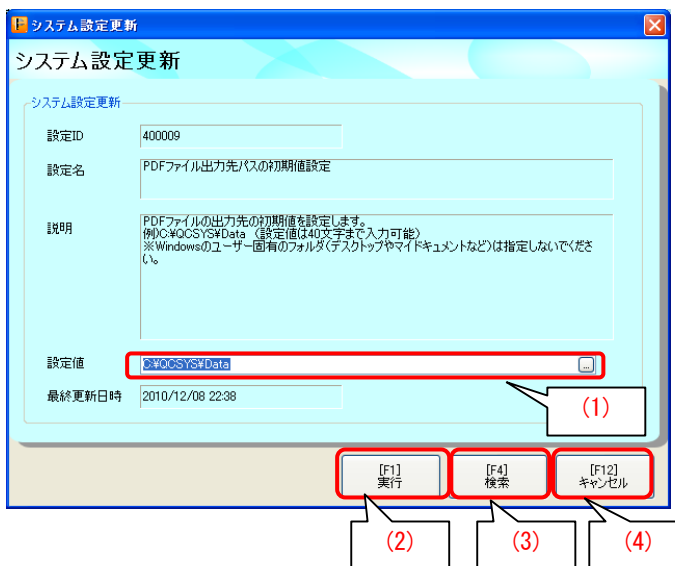 システム設定更新
システム設定更新
システム設定更新
設定ID 400009
設定名 PDFファイル出力先パスの初期値設定
説明 PDFファイルの出力先の初期値を設定します。
例)C:¥QCSYS¥Data （設定値は40文字まで入力可能）
※Windowsのユーザー固有のフォルダ(デスクトップやマイドキュメントなど)は指定しないでくださ
い。
設定値 C:¥QCSYS¥Data ...
(1)
最終更新日時 2010/12/08 22:38
[F1] [F4] [F12]
実行 検索 キャンセル
(2) (3) (4)